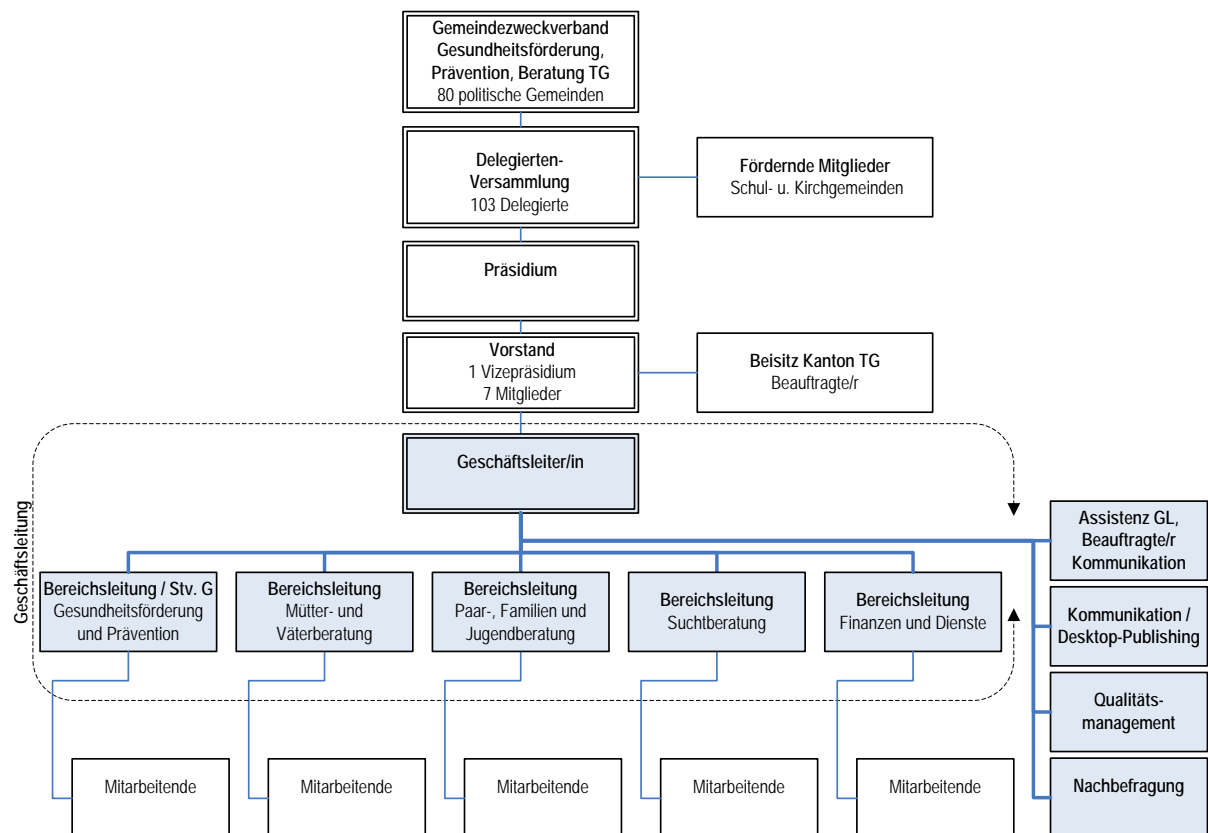 Gemeindezweckverband
Gesundheitsförderung,
Prävention, Beratung TG
80 politische Gemeinden
Delegierten-
Versammlung
103 Delegierte
Fördernde Mitglieder
Schul- u. Kirchgemeinden
Präsidium
Vorstand
1 Vizepräsidium
7 Mitglieder
Beisitz Kanton TG
Beauftragte/r
Geschäftsleitung
Geschäftsleiter/in
Assistenz GL,
Beauftragte/r
Kommunikation
Bereichsleitung / Stv. G
Gesundheitsförderung
und Prävention
Bereichsleitung
Mütter- und
Väterberatung
Bereichsleitung
Paar-, Familien und
Jugendberatung
Bereichsleitung
Suchtberatung
Bereichsleitung
Finanzen und Dienste
Kommunikation /
Desktop-Publishing
Qualitäts-
management
Mitarbeitende
Mitarbeitende
Mitarbeitende
Mitarbeitende
Mitarbeitende
Nachbefragung